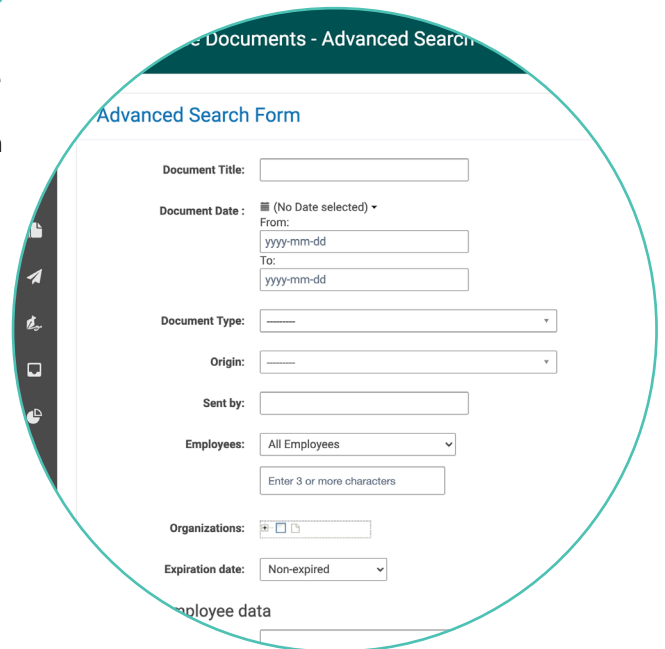 Documents - Advanced Search
Advanced Search Form
Document Title:
Document Date :
(No Date selected)
From:
yyyy-mm-dd
To:
yyyy-mm-dd
Document Type:
---------
Origin:
---------
Sent by:
Employees:
All Employees
Enter 3 or more characters
Organizations:
Expiration date:
Non-expired
data